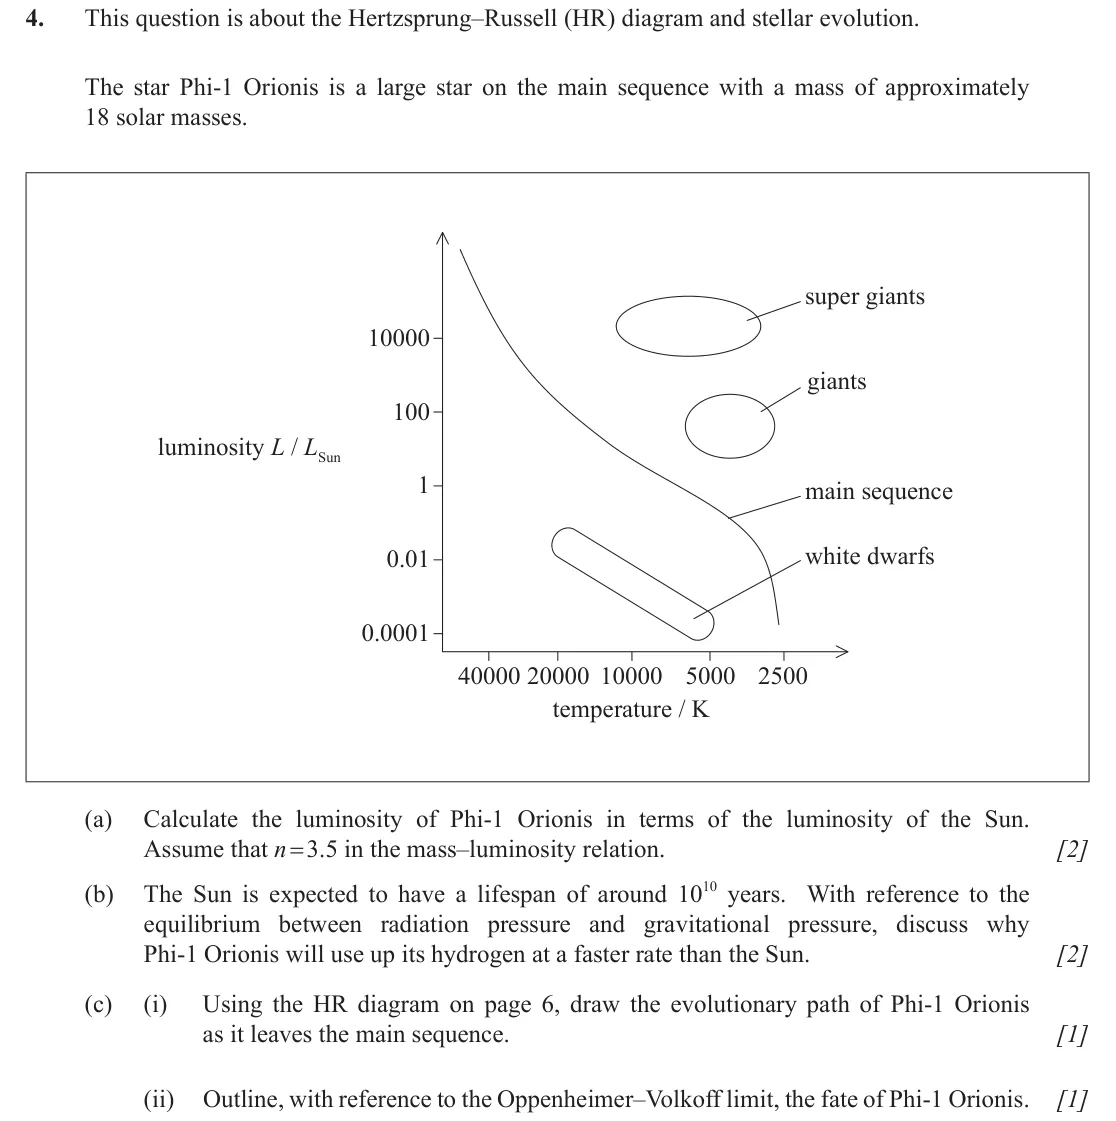 4. This question is about the Hertzsprung–Russell (HR) diagram and stellar evolution.
The star Phi-1 Orionis is a large star on the main sequence with a mass of approximately
18 solar masses.
super giants
10000
giants
100
luminosity L / L_Sun
1
main sequence
0.01
white dwarfs
0.0001
40000 20000 10000 5000 2500
temperature / K
(a) Calculate the luminosity of Phi-1 Orionis in terms of the luminosity of the Sun.
Assume that n=3.5 in the mass–luminosity relation. [2]
(b) The Sun is expected to have a lifespan of around 10¹⁰ years. With reference to the
equilibrium between radiation pressure and gravitational pressure, discuss why
Phi-1 Orionis will use up its hydrogen at a faster rate than the Sun. [2]
(c) (i) Using the HR diagram on page 6, draw the evolutionary path of Phi-1 Orionis
as it leaves the main sequence. [1]
(ii) Outline, with reference to the Oppenheimer–Volkoff limit, the fate of Phi-1 Orionis. [1]